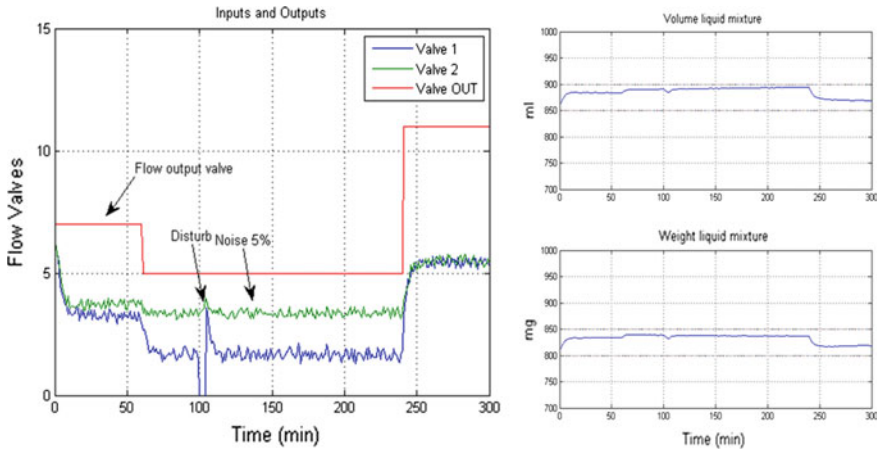 Inputs and Outputs
15
10
5
0
Flow Valves
Valve 1
Valve 2
Valve OUT
Flow output valve
Disturb
Noise 5%
0 50 100 150 200 250 300
Time (min)
Volume liquid mixture
1000
950
900
850
800
750
700
ml
0 50 100 150 200 250 300
Weight liquid mixture
1000
950
900
850
800
750
700
mg
0 50 100 150 200 250 300
Time (min)